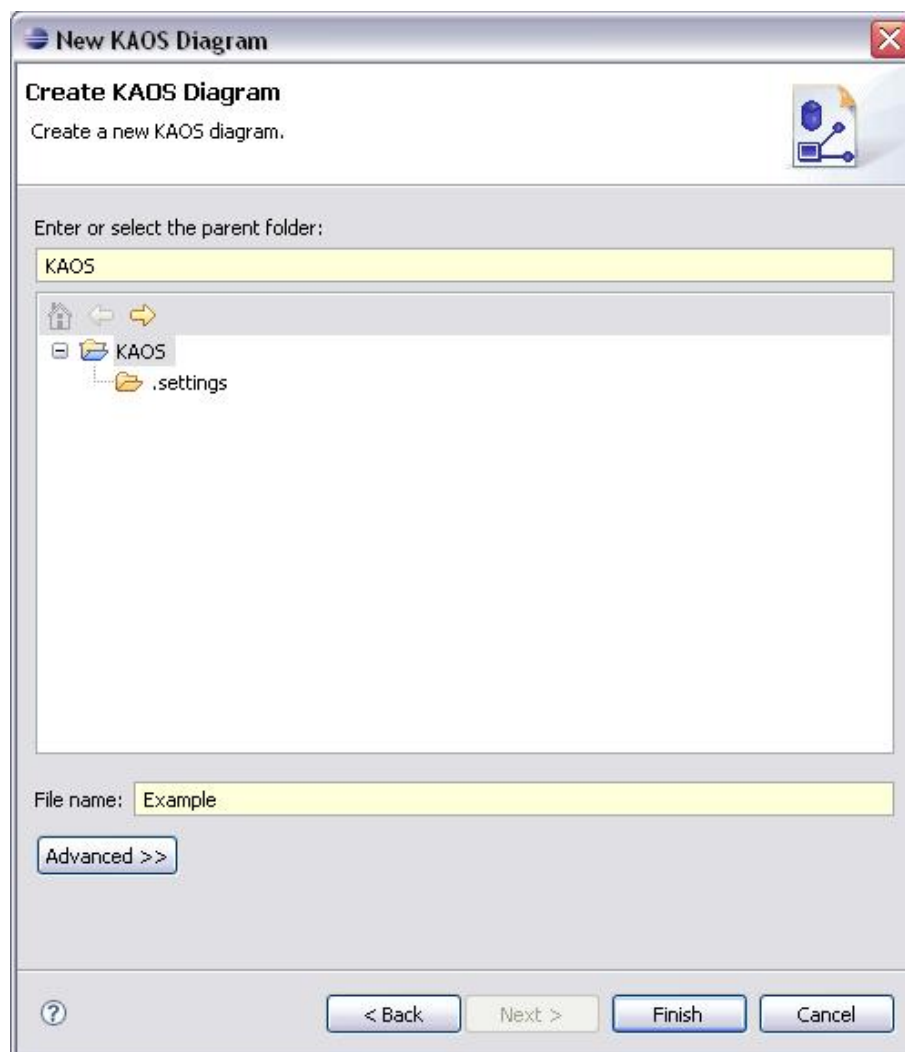 New KAOS Diagram
Create KAOS Diagram
Create a new KAOS diagram.
Enter or select the parent folder:
KAOS
KAOS
.settings
File name: Example
Advanced >>
< Back Next > Finish Cancel